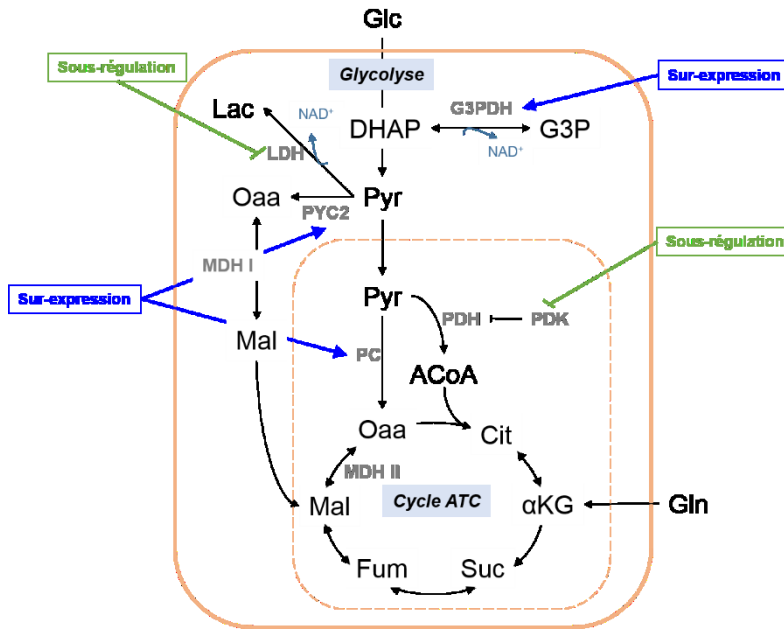 Glc
Sous-régulation
Glycolyse
Sur-expression
Lac
NAD⁺
G3PDH
DHAP
G3P
LDH
NAD⁺
Oaa
PYC2
Pyr
MDH I
Sous-régulation
Sur-expression
Pyr
PDH
PDK
Mal
PC
ACoA
Oaa
Cit
MDH II
Mal
Cycle ATC
αKG
Gln
Fum
Suc